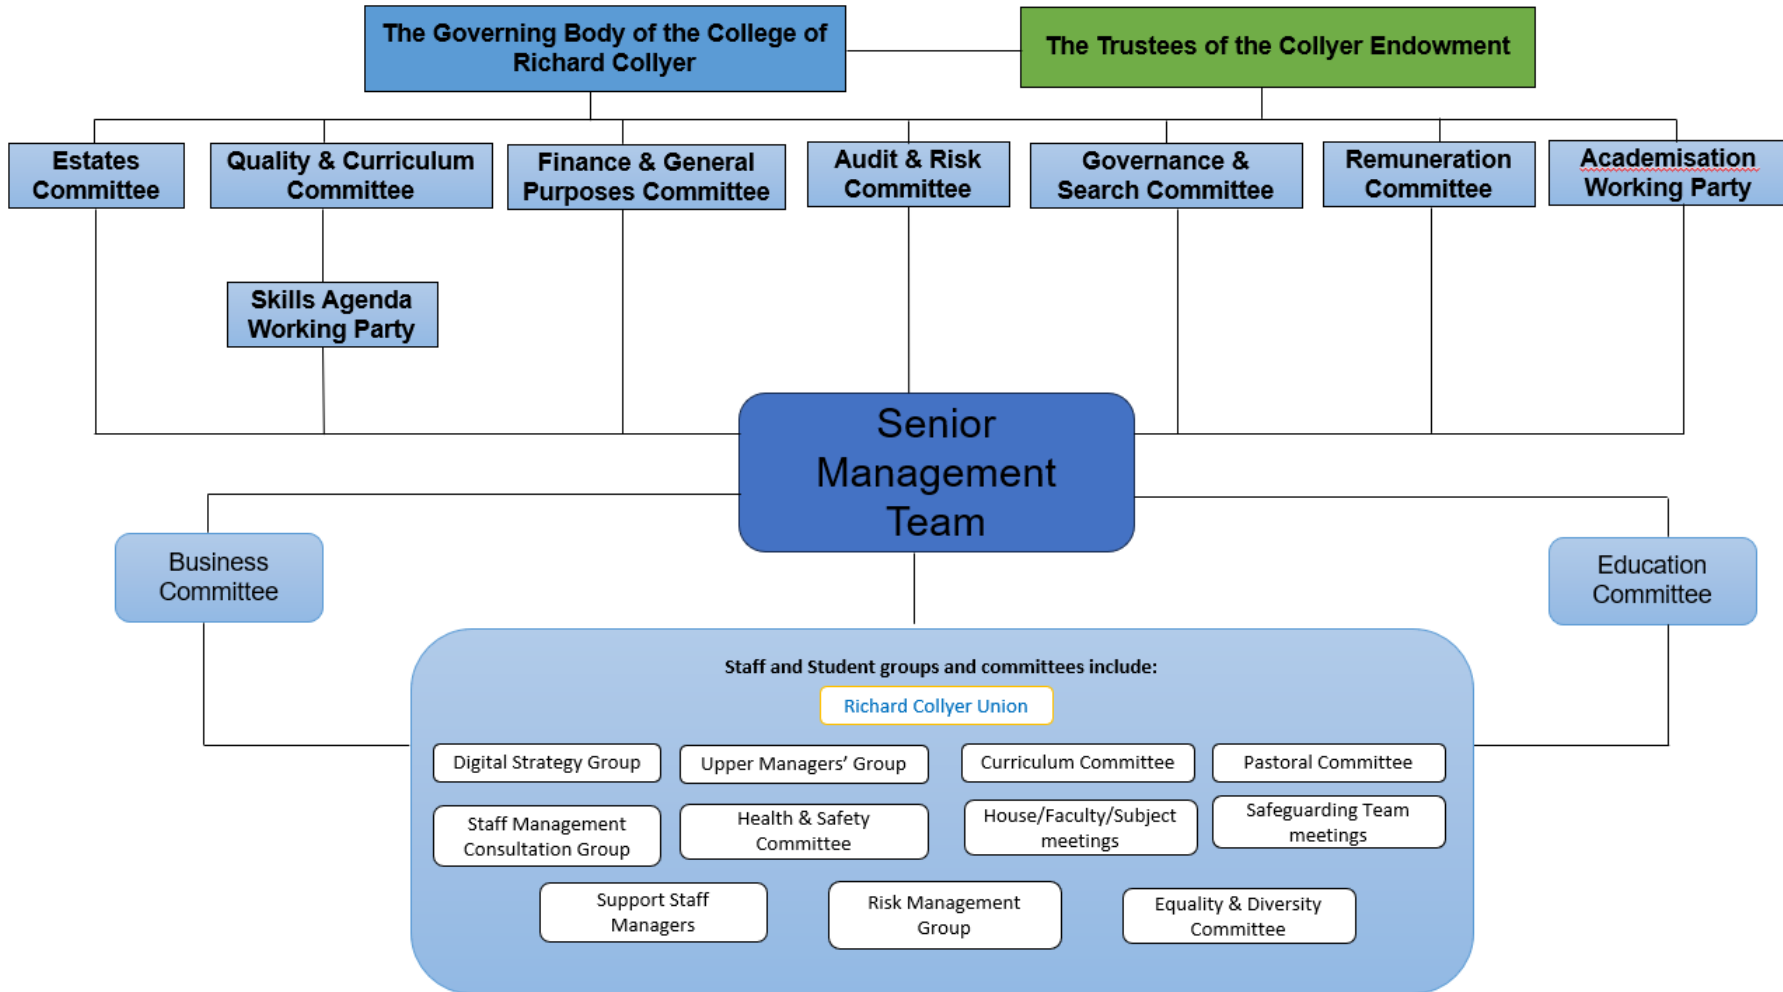 The Governing Body of the College of
Richard Collyer
The Trustees of the Collyer Endowment
Estates
Committee
Quality & Curriculum
Committee
Finance & General
Purposes Committee
Audit & Risk
Committee
Governance &
Search Committee
Remuneration
Committee
Academisation
Working Party
Skills Agenda
Working Party
Senior
Management
Team
Business
Committee
Education
Committee
Staff and Student groups and committees include:
Richard Collyer Union
Digital Strategy Group
Upper Managers' Group
Curriculum Committee
Pastoral Committee
Staff Management
Consultation Group
Health & Safety
Committee
House/Faculty/Subject
meetings
Safeguarding Team
meetings
Support Staff
Managers
Risk Management
Group
Equality & Diversity
Committee